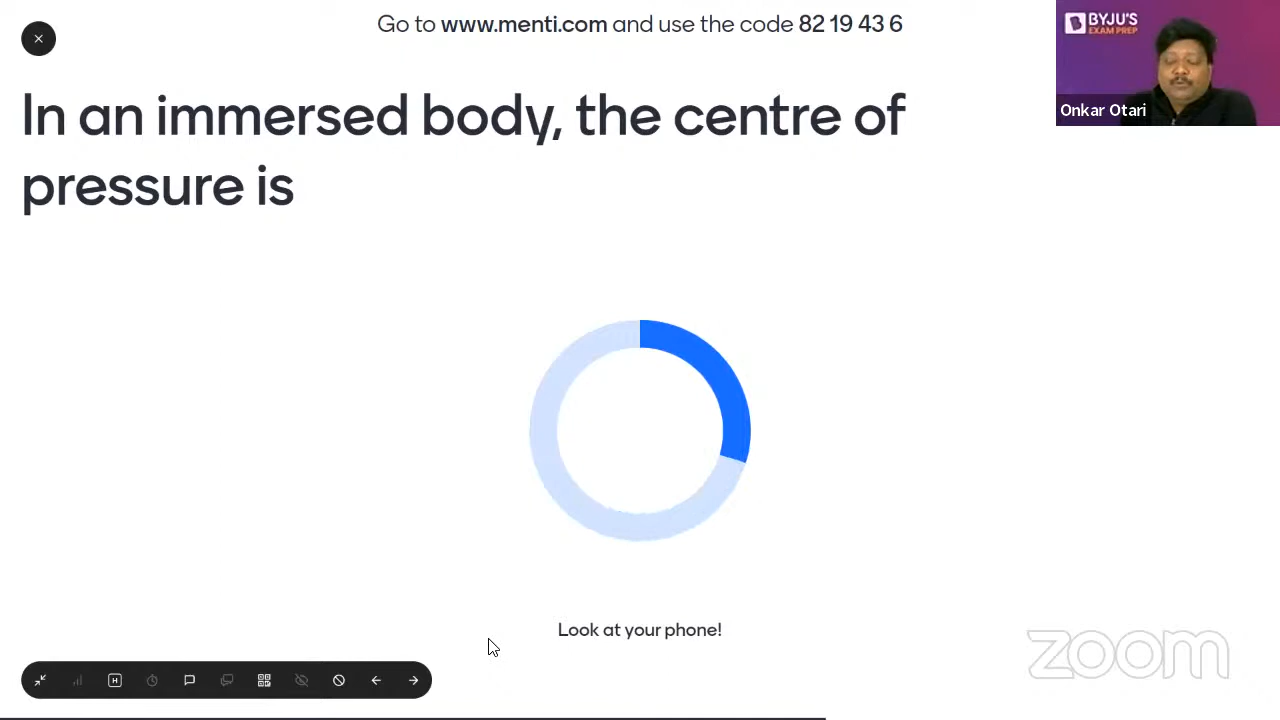 Go to www.menti.com and use the code 82 19 43 6
BYJU'S
EXAM PREP
In an immersed body, the centre of
pressure is
Onkar Otari
Look at your phone!
zoom
H